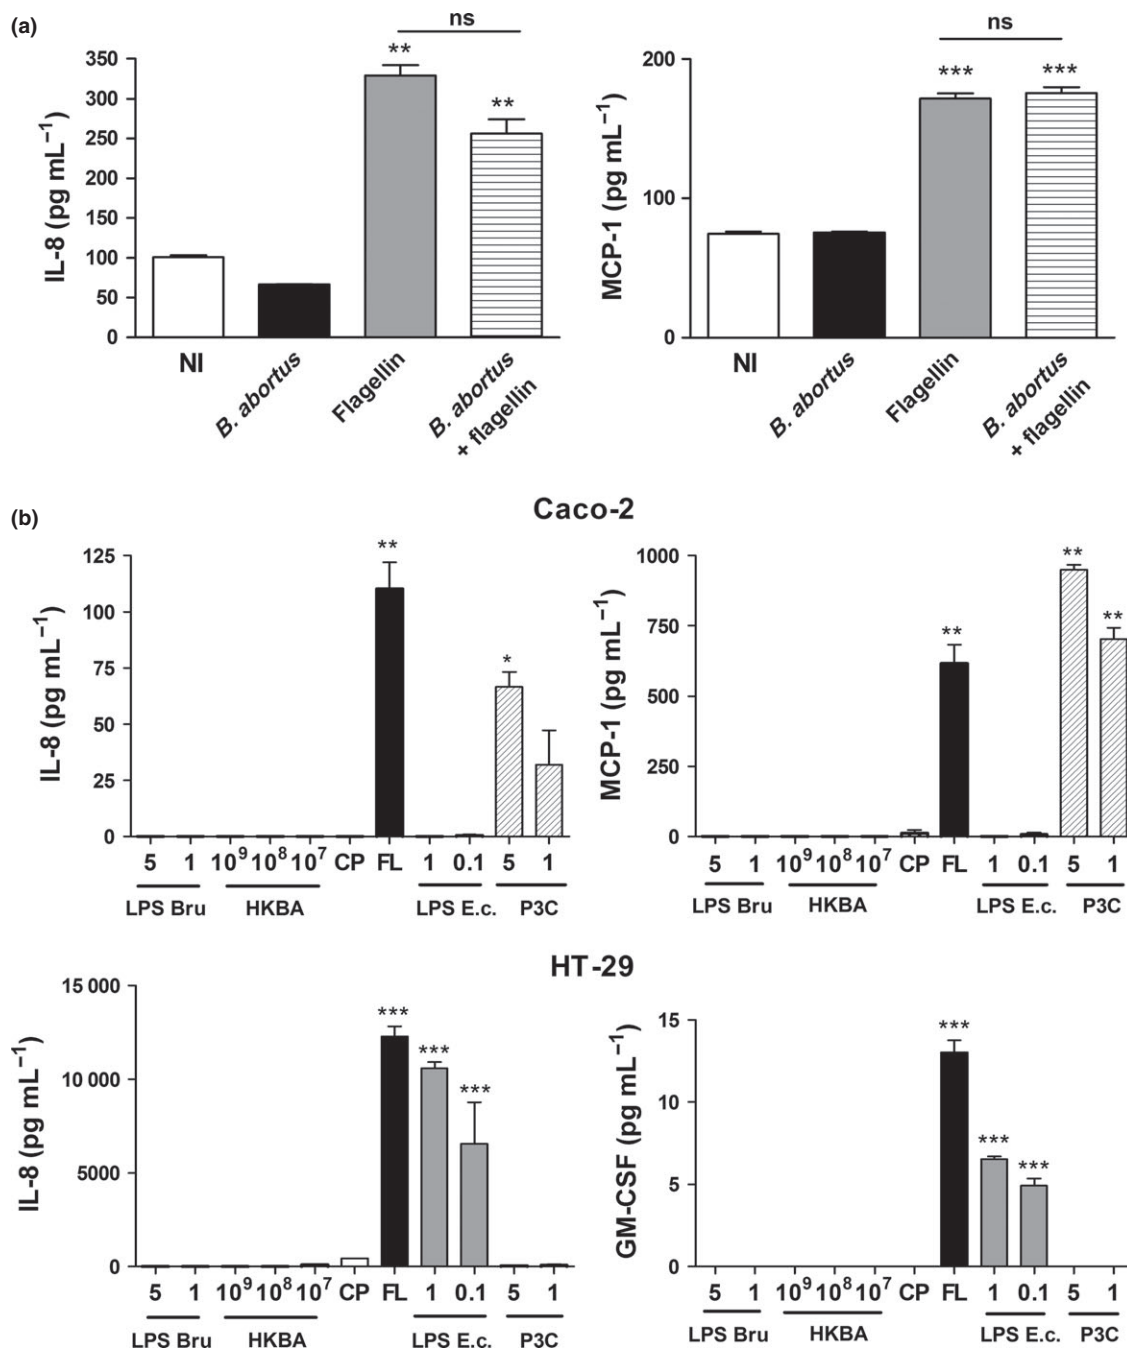 (a)
ns
350
300
250
200
150
100
50
0
IL-8 (pg mL⁻¹)
**
**
NI
B. abortus
Flagellin
B. abortus
+ flagellin
ns
200
100
0
MCP-1 (pg mL⁻¹)
***
***
NI
B. abortus
Flagellin
B. abortus
+ flagellin
(b)
Caco-2
125
100
75
50
25
0
IL-8 (pg mL⁻¹)
**
*
5 1 10⁹ 10⁸ 10⁷ CP FL 1 0.1 5 1
LPS Bru HKBA LPS E.c. P3C
1000
750
500
250
0
MCP-1 (pg mL⁻¹)
**
**
**
5 1 10⁹ 10⁸ 10⁷ CP FL 1 0.1 5 1
LPS Bru HKBA LPS E.c. P3C
HT-29
15 000
10 000
5000
0
IL-8 (pg mL⁻¹)
***
***
***
5 1 10⁹ 10⁸ 10⁷ CP FL 1 0.1 5 1
LPS Bru HKBA LPS E.c. P3C
15
10
5
0
GM-CSF (pg mL⁻¹)
***
***
***
5 1 10⁹ 10⁸ 10⁷ CP FL 1 0.1 5 1
LPS Bru HKBA LPS E.c. P3C